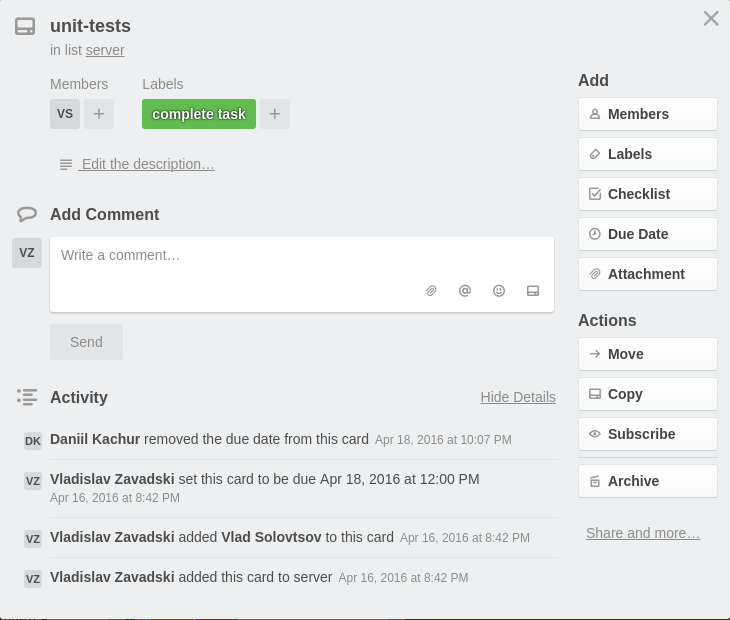 unit-tests
in list server
Members
Labels
VS
+
complete task
+
Edit the description…
Add Comment
VZ
Write a comment…
Send
Activity
Hide Details
DK
Daniil Kachur removed the due date from this card Apr 18, 2016 at 10:07 PM
VZ
Vladislav Zavadski set this card to be due Apr 18, 2016 at 12:00 PM
Apr 16, 2016 at 8:42 PM
VZ
Vladislav Zavadski added Vlad Solovtsov to this card Apr 16, 2016 at 8:42 PM
VZ
Vladislav Zavadski added this card to server Apr 16, 2016 at 8:42 PM
Add
Members
Labels
Checklist
Due Date
Attachment
Actions
Move
Copy
Subscribe
Archive
Share and more…